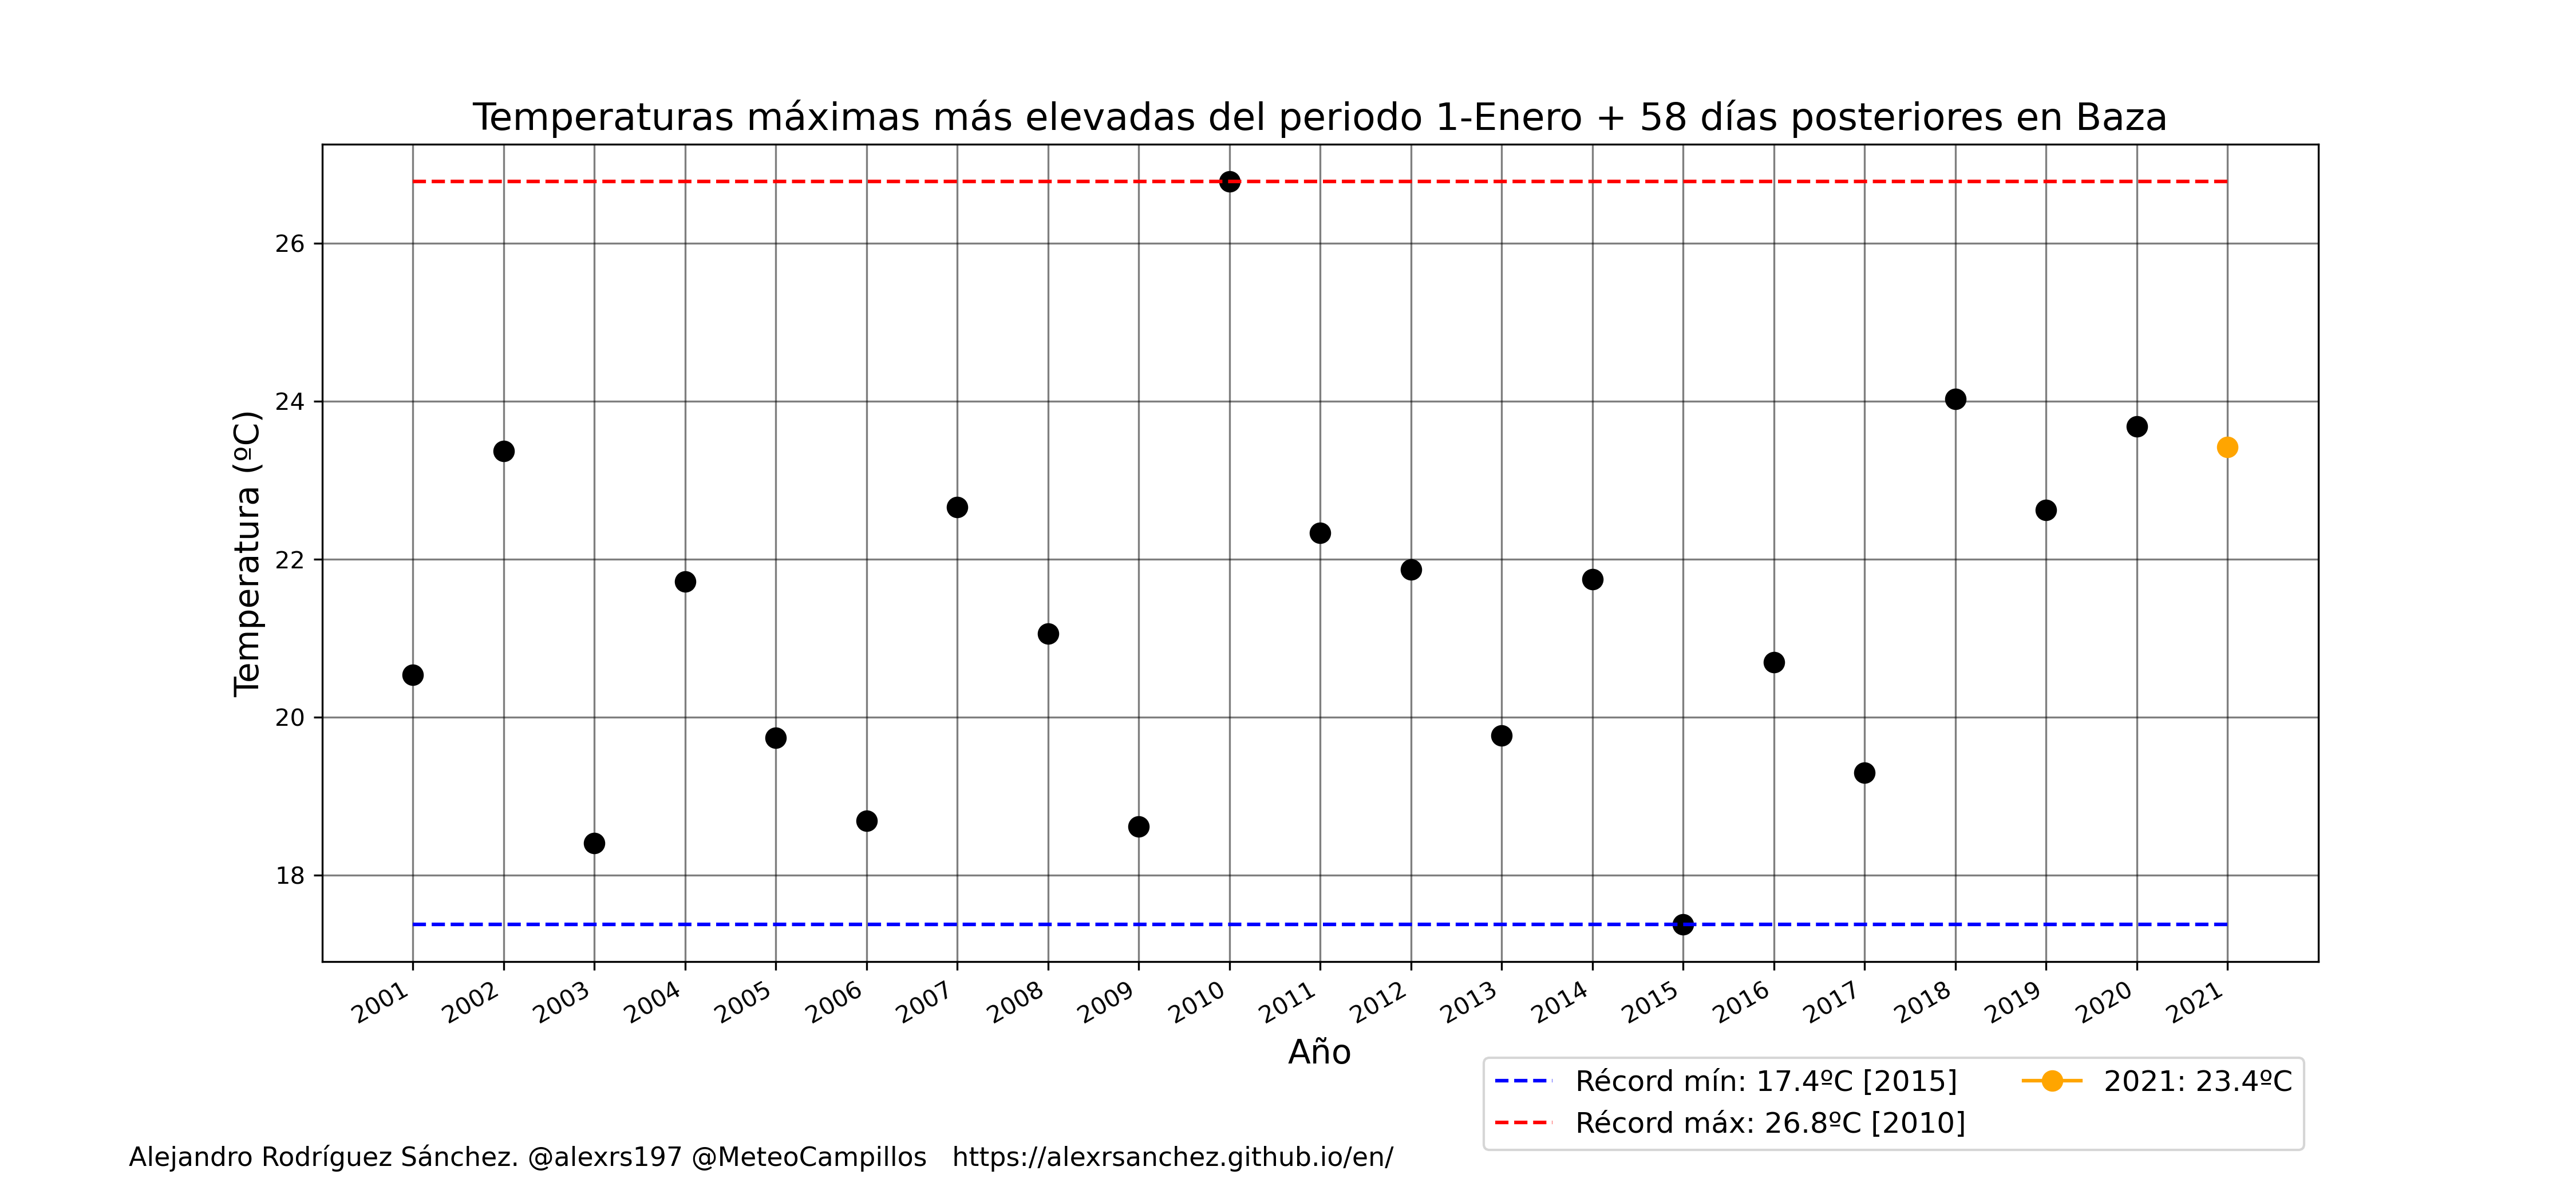 Temperaturas máximas más elevadas del periodo 1-Enero + 58 días posteriores en Baza
Temperatura (ºC)
26
24
22
20
18
2001 2002 2003 2004 2005 2006 2007 2008 2009 2010 2011 2012 2013 2014 2015 2016 2017 2018 2019 2020 2021
Año
Récord mín: 17.4ºC [2015]
Récord máx: 26.8ºC [2010]
2021: 23.4ºC
Alejandro Rodríguez Sánchez. @alexrs197 @MeteoCampillos https://alexrsanchez.github.io/en/